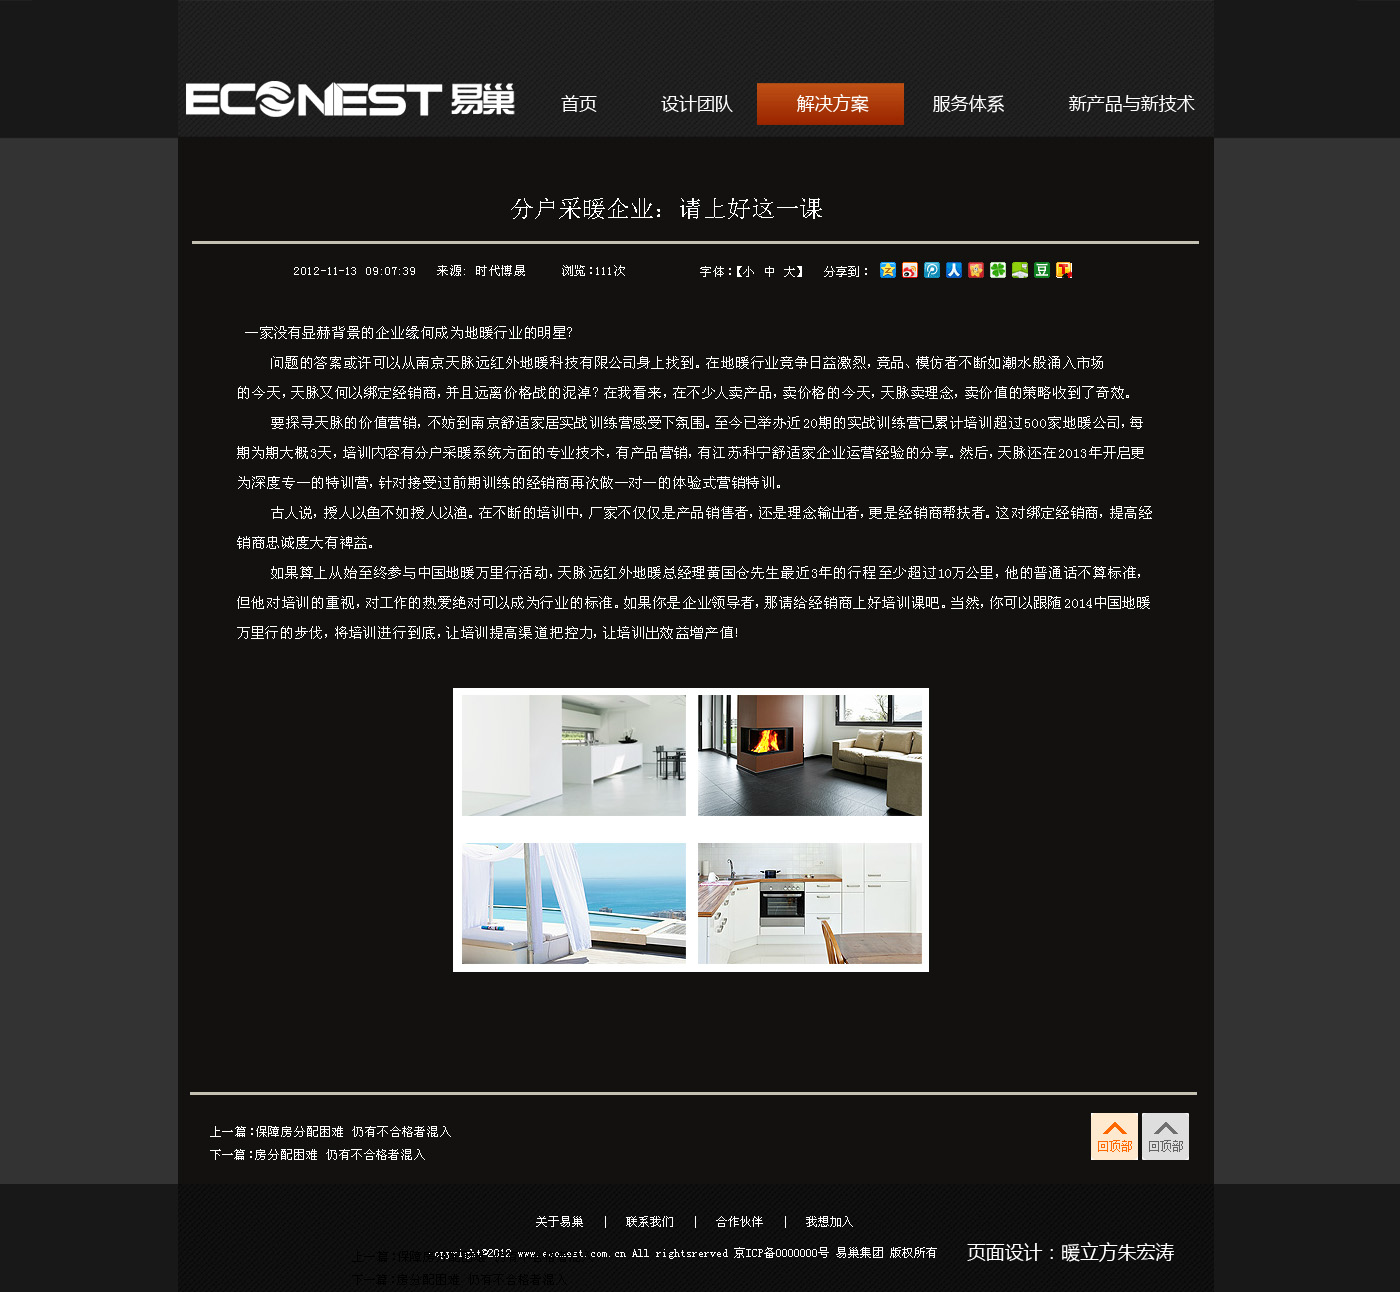 ECONEST 易巢
首页 设计团队 解决方案 服务体系 新产品与新技术
分户采暖企业：请上好这一课
2012-11-13 09:07:39 来源: 时代博晟 浏览:111次 字体:【小 中 大】 分享到:
一家没有显赫背景的企业缘何成为地暖行业的明星?
问题的答案或许可以从南京天脉远红外地暖科技有限公司身上找到。在地暖行业竞争日益激烈，竞品、模仿者不断如潮水般涌入市场
的今天，天脉又何以绑定经销商，并且远离价格战的泥淖？在我看来，在不少人卖产品，卖价格的今天，天脉卖理念，卖价值的策略收到了奇效。
要探寻天脉的价值营销，不妨到南京舒适家居实战训练营感受下氛围。至今已举办近20期的实战训练营已累计培训超过500家地暖公司，每
期为期大概3天，培训内容有分户采暖系统方面的专业技术，有产品营销，有江苏科宁舒适家企业运营经验的分享。然后，天脉还在2013年开启更
为深度专一的特训营，针对接受过前期训练的经销商再次做一对一的体验式营销特训。
古人说，授人以鱼不如授人以渔。在不断的培训中，厂家不仅仅是产品销售者，还是理念输出者，更是经销商帮扶者。这对绑定经销商，提高经
销商忠诚度大有裨益。
如果算上从始至终参与中国地暖万里行活动，天脉远红外地暖总经理黄国仓先生最近3年的行程至少超过10万公里，他的普通话不算标准，
但他对培训的重视，对工作的热爱绝对可以成为行业的标准。如果你是企业领导者，那请给经销商上好培训课吧。当然，你可以跟随2014中国地暖
万里行的步伐，将培训进行到底，让培训提高渠道把控力，让培训出效益增产值!
上一篇:保障房分配困难 仍有不合格者混入
下一篇:房分配困难 仍有不合格者混入
回顶部 回顶部
关于易巢 | 联系我们 | 合作伙伴 | 我想加入
上一篇:保障
copyright©2012 www.econest.com.cn All rightsrerved 京ICP备0000000号 易巢集团 版权所有 页面设计：暖立方朱宏涛
下一篇:房分配困难 仍有不合格者混入